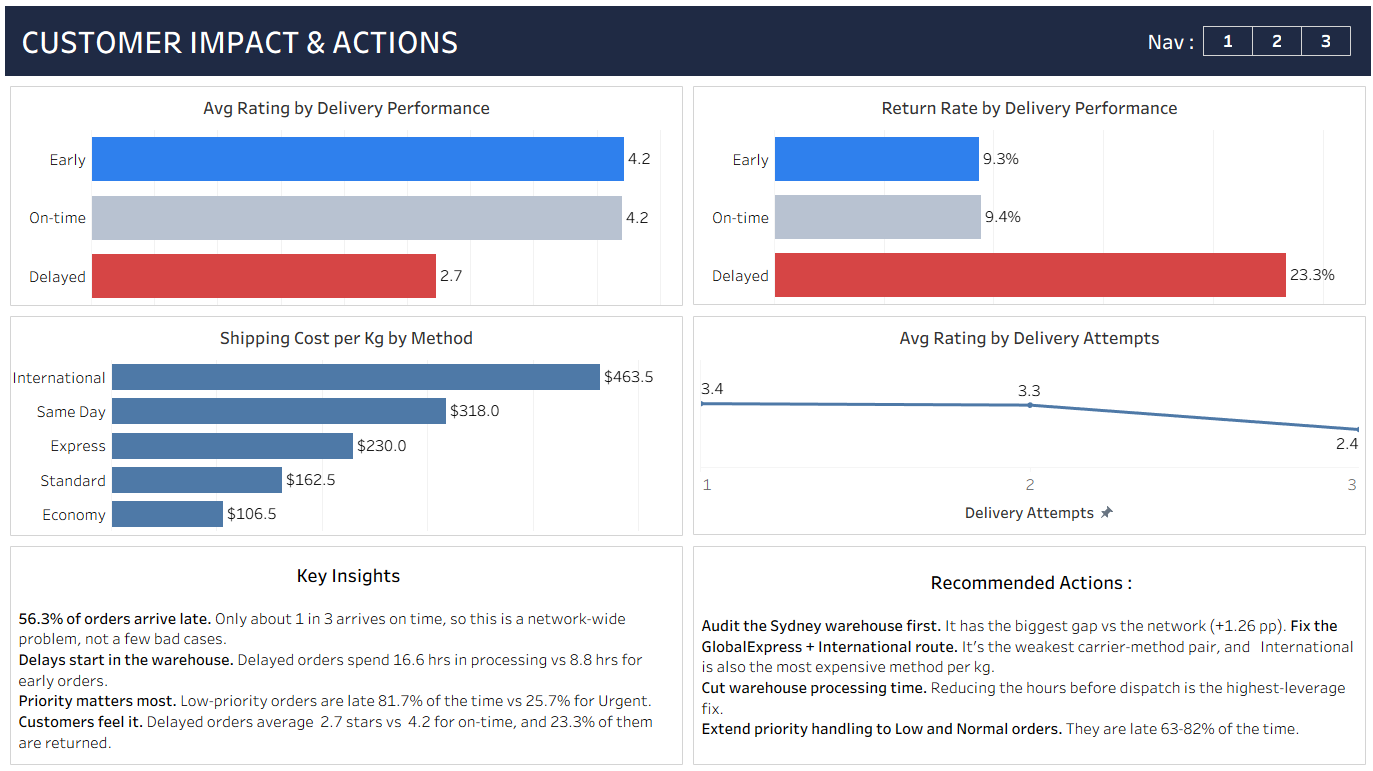 CUSTOMER IMPACT & ACTIONS
Nav : 1 2 3
Avg Rating by Delivery Performance
Early 4.2
On-time 4.2
Delayed 2.7
Return Rate by Delivery Performance
Early 9.3%
On-time 9.4%
Delayed 23.3%
Shipping Cost per Kg by Method
International $463.5
Same Day $318.0
Express $230.0
Standard $162.5
Economy $106.5
Avg Rating by Delivery Attempts
3.4 3.3 2.4
1 2 3
Delivery Attempts
Key Insights
56.3% of orders arrive late. Only about 1 in 3 arrives on time, so this is a network-wide
problem, not a few bad cases.
Delays start in the warehouse. Delayed orders spend 16.6 hrs in processing vs 8.8 hrs for
early orders.
Priority matters most. Low-priority orders are late 81.7% of the time vs 25.7% for Urgent.
Customers feel it. Delayed orders average 2.7 stars vs 4.2 for on-time, and 23.3% of them
are returned.
Recommended Actions :
Audit the Sydney warehouse first. It has the biggest gap vs the network (+1.26 pp). Fix the
GlobalExpress + International route. It's the weakest carrier-method pair, and International
is also the most expensive method per kg.
Cut warehouse processing time. Reducing the hours before dispatch is the highest-leverage
fix.
Extend priority handling to Low and Normal orders. They are late 63-82% of the time.